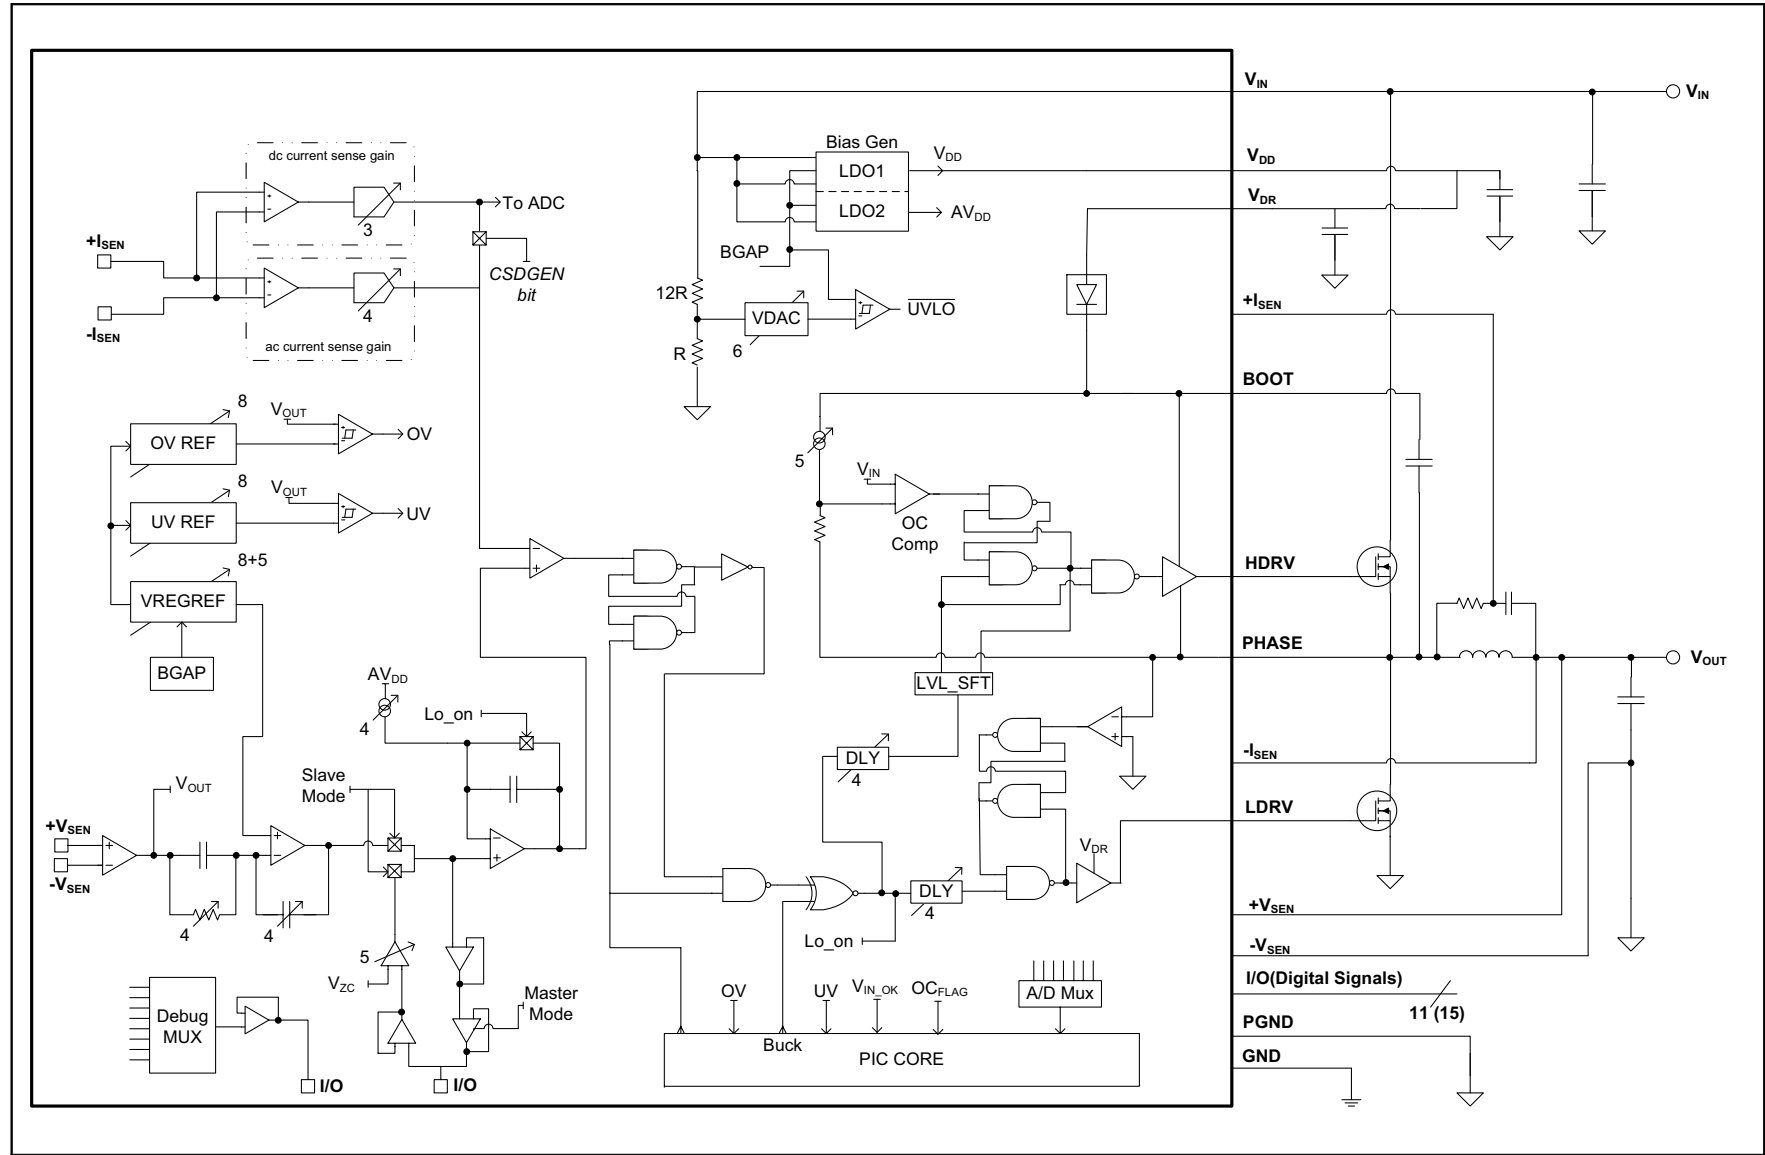 V_IN
V_IN
Bias Gen
dc current sense gain
V_DD
V_DD
LDO1
V_DR
To ADC
LDO2
AV_DD
3
+I_SEN
BGAP
CSDGEN
bit
12R
+I_SEN
UVLO
VDAC
4
-I_SEN
6
ac current sense gain
R
BOOT
8
V_OUT
OV REF
OV
5
V_IN
8
V_OUT
UV REF
UV
OC
Comp
8+5
HDRV
VREGREF
PHASE
V_OUT
BGAP
AV_DD
LVL_SFT
4
Lo_on
DLY
4
-I_SEN
Slave
Mode
V_OUT
LDRV
+V_SEN
-V_SEN
V_DR
DLY
4
+V_SEN
4
4
Lo_on
5
-V_SEN
V_ZC
I/O(Digital Signals)
11 (15)
OV
UV
V_IN_OK
OC_FLAG
A/D Mux
Master
Mode
Debug
MUX
PGND
Buck
PIC CORE
GND
I/O
I/O